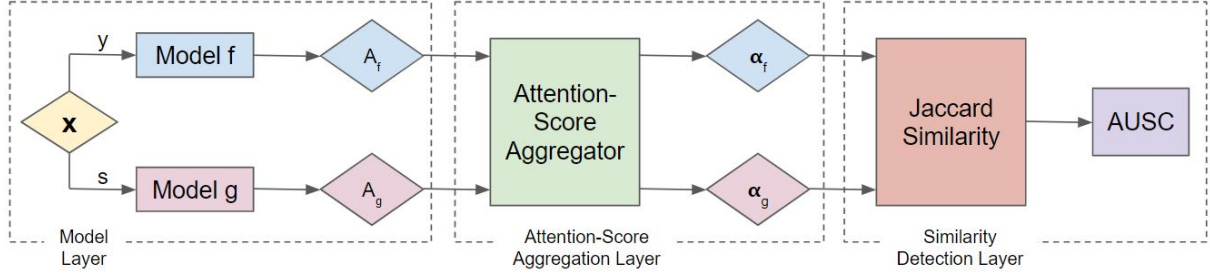 y
Model f
A_f
x
s
Model g
A_g
Model
Layer
Attention-
Score
Aggregator
α_f
α_g
Attention-Score
Aggregation Layer
Jaccard
Similarity
AUSC
Similarity
Detection Layer